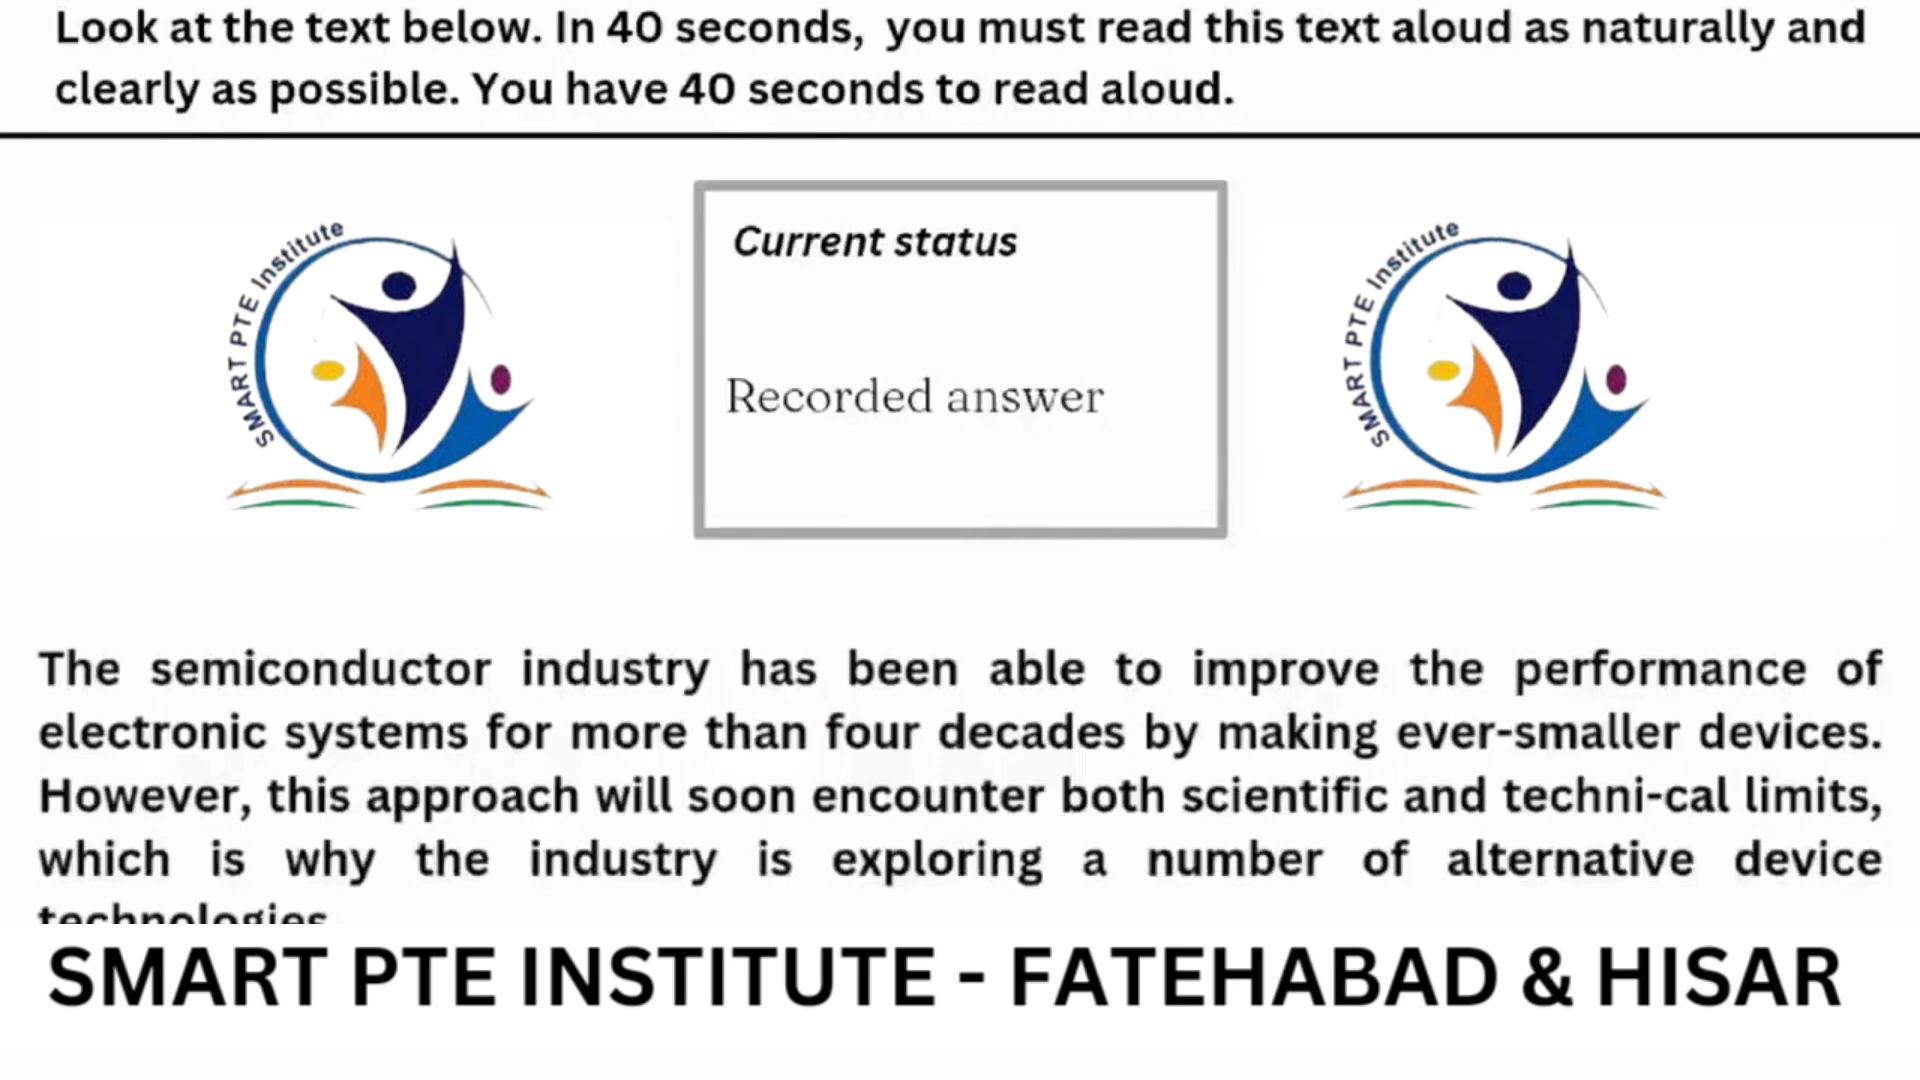 Look at the text below. In 40 seconds, you must read this text aloud as naturally and
clearly as possible. You have 40 seconds to read aloud.
SMART PTE Institute
Current status
Recorded answer
SMART PTE Institute
The semiconductor industry has been able to improve the performance of
electronic systems for more than four decades by making ever-smaller devices.
However, this approach will soon encounter both scientific and techni-cal limits,
which is why the industry is exploring a number of alternative device
technologies.
SMART PTE INSTITUTE - FATEHABAD & HISAR